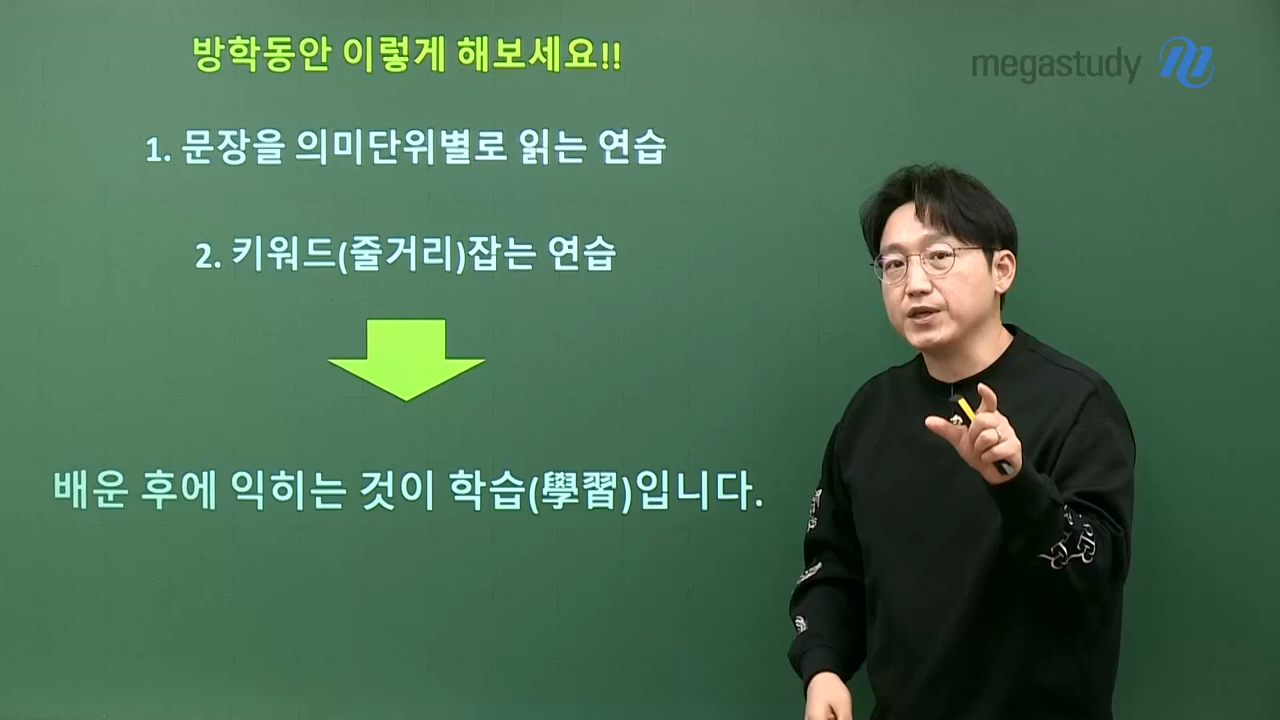 방학동안 이렇게 해보세요!!
megastudy
1. 문장을 의미단위별로 읽는 연습
2. 키워드(줄거리)잡는 연습
배운 후에 익히는 것이 학습(學習)입니다.